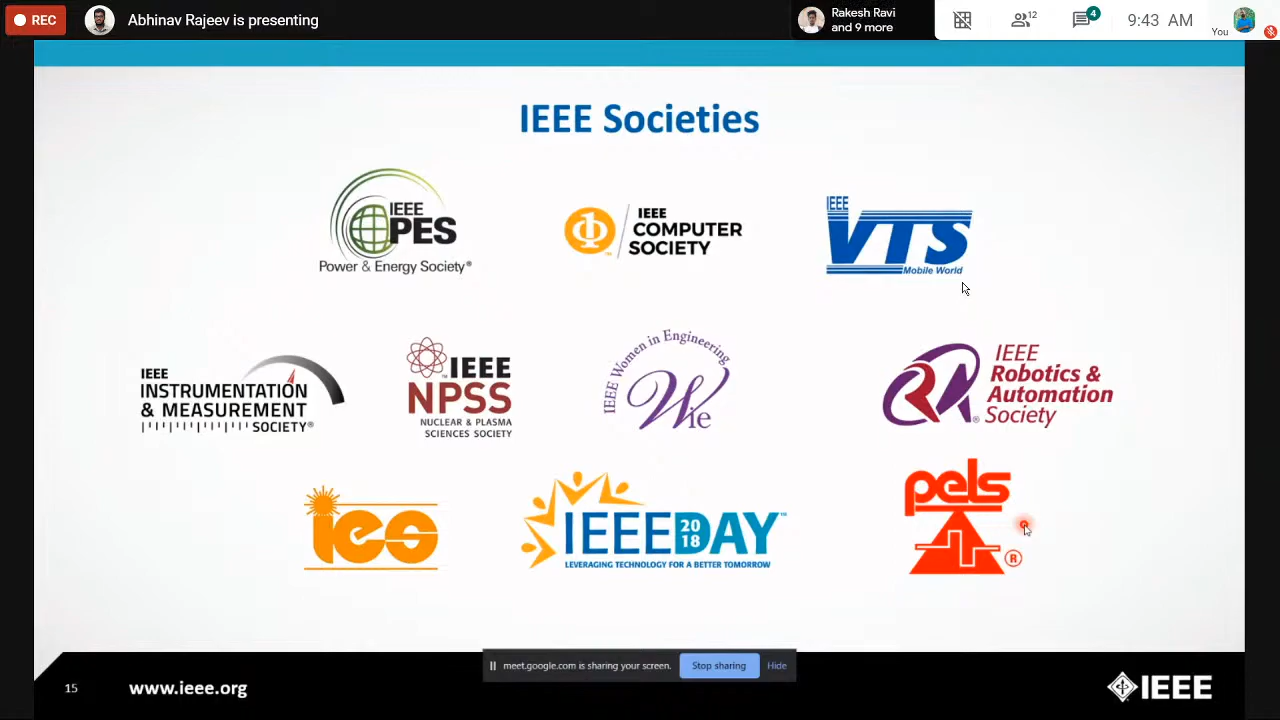 REC
Abhinav Rajeev is presenting
Rakesh Ravi
and 9 more
12
4
9:43 AM
You
IEEE Societies
IEEE
PES
Power & Energy Society®
IEEE
COMPUTER
SOCIETY
IEEE
VTS
Mobile World
IEEE
INSTRUMENTATION
& MEASUREMENT
SOCIETY®
IEEE
NPSS
NUCLEAR & PLASMA
SCIENCES SOCIETY
IEEE Women in Engineering
Wie
RA
IEEE
Robotics &
Automation
Society
ies
IEEE DAY™
2018
LEVERAGING TECHNOLOGY FOR A BETTER TOMORROW
pels
®
meet.google.com is sharing your screen.
Stop sharing
Hide
15
www.ieee.org
IEEE